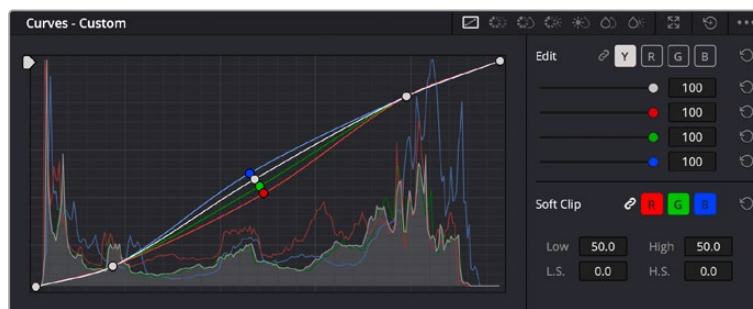 Curves - Custom
Edit Y R G B
100
100
100
100
Soft Clip R G B
Low 50.0 High 50.0
L.S. 0.0 H.S. 0.0